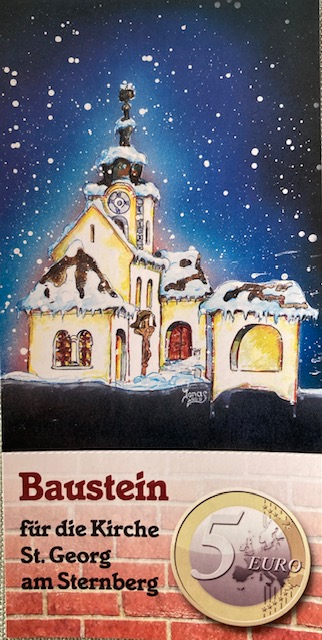 Baustein
für die Kirche
St. Georg
am Sternberg
5 EURO